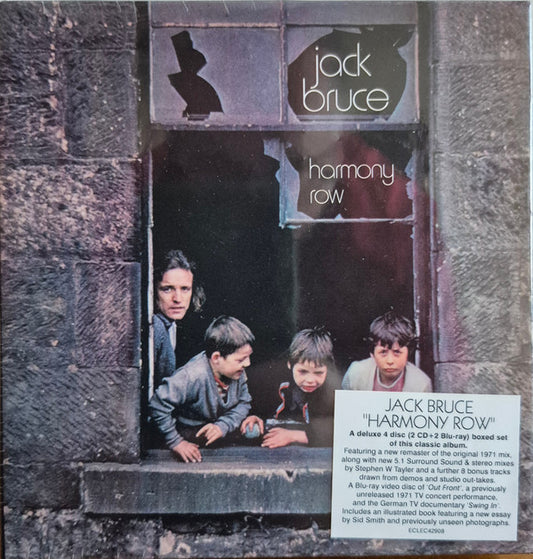 jack
bruce
harmony
row
JACK BRUCE
"HARMONY ROW"
A deluxe 4 disc (2 CD+2 Blu-ray) boxed set
of this classic album.
Featuring a new remaster of the original 1971 mix,
along with new 5.1 Surround Sound & stereo mixes
by Stephen W Tayler and a further 8 bonus tracks
drawn from demos and studio out-takes.
A Blu-ray video disc of 'Out Front', a previously
unreleased 1971 TV concert performance,
and the German TV documentary 'Swing In'.
Includes an illustrated book featuring a new essay
by Sid Smith and previously unseen photographs.
ECLEC42908